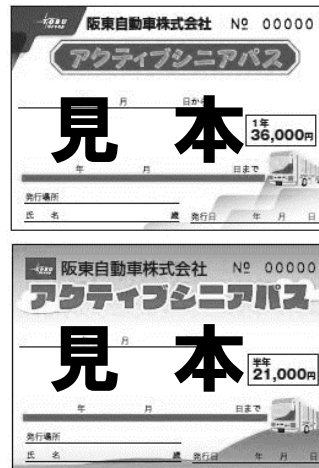 阪東自動車株式会社 Nº 00000
アクティブシニアパス
月 日から
見本
1年
36,000円
年 月 日まで
発行場所
氏 名 歳 発行日 年 月 日
阪東自動車株式会社 Nº 00000
アクティブシニアパス
月
見本
半年
21,000円
年 月 日まで
発行場所
氏 名 歳 発行日 年 月 日